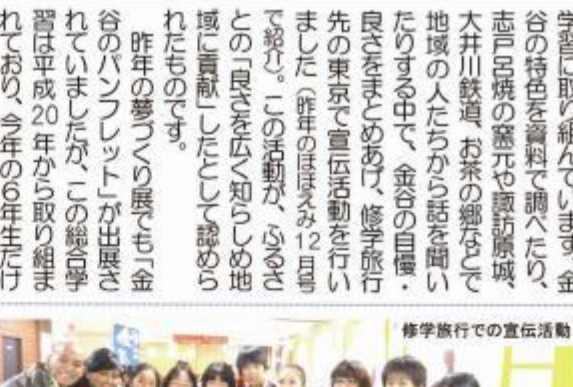 学習に取り組んでいます。金
谷の特色を資料で調べたり、
志戸呂焼の窯元や諏訪原城、
大井川鉄道、お茶の郷などで
地域の人たちから話を聞い
たりする中で、金谷の自慢・
良さをまとめあげ、修学旅行
先の東京で宣伝活動を行い
ました（昨年のほほえみ12月号
で紹介）。この活動が、ふるさ
との「良さを広く知らしめ地
域に貢献」したとして認めら
れたものです。
昨年の夢づくり展でも「金
谷のパンフレット」が出展さ
れていましたが、この総合学
習は平成20年から取り組ま
れており、今年の6年生だけ
修学旅行での宣伝活動